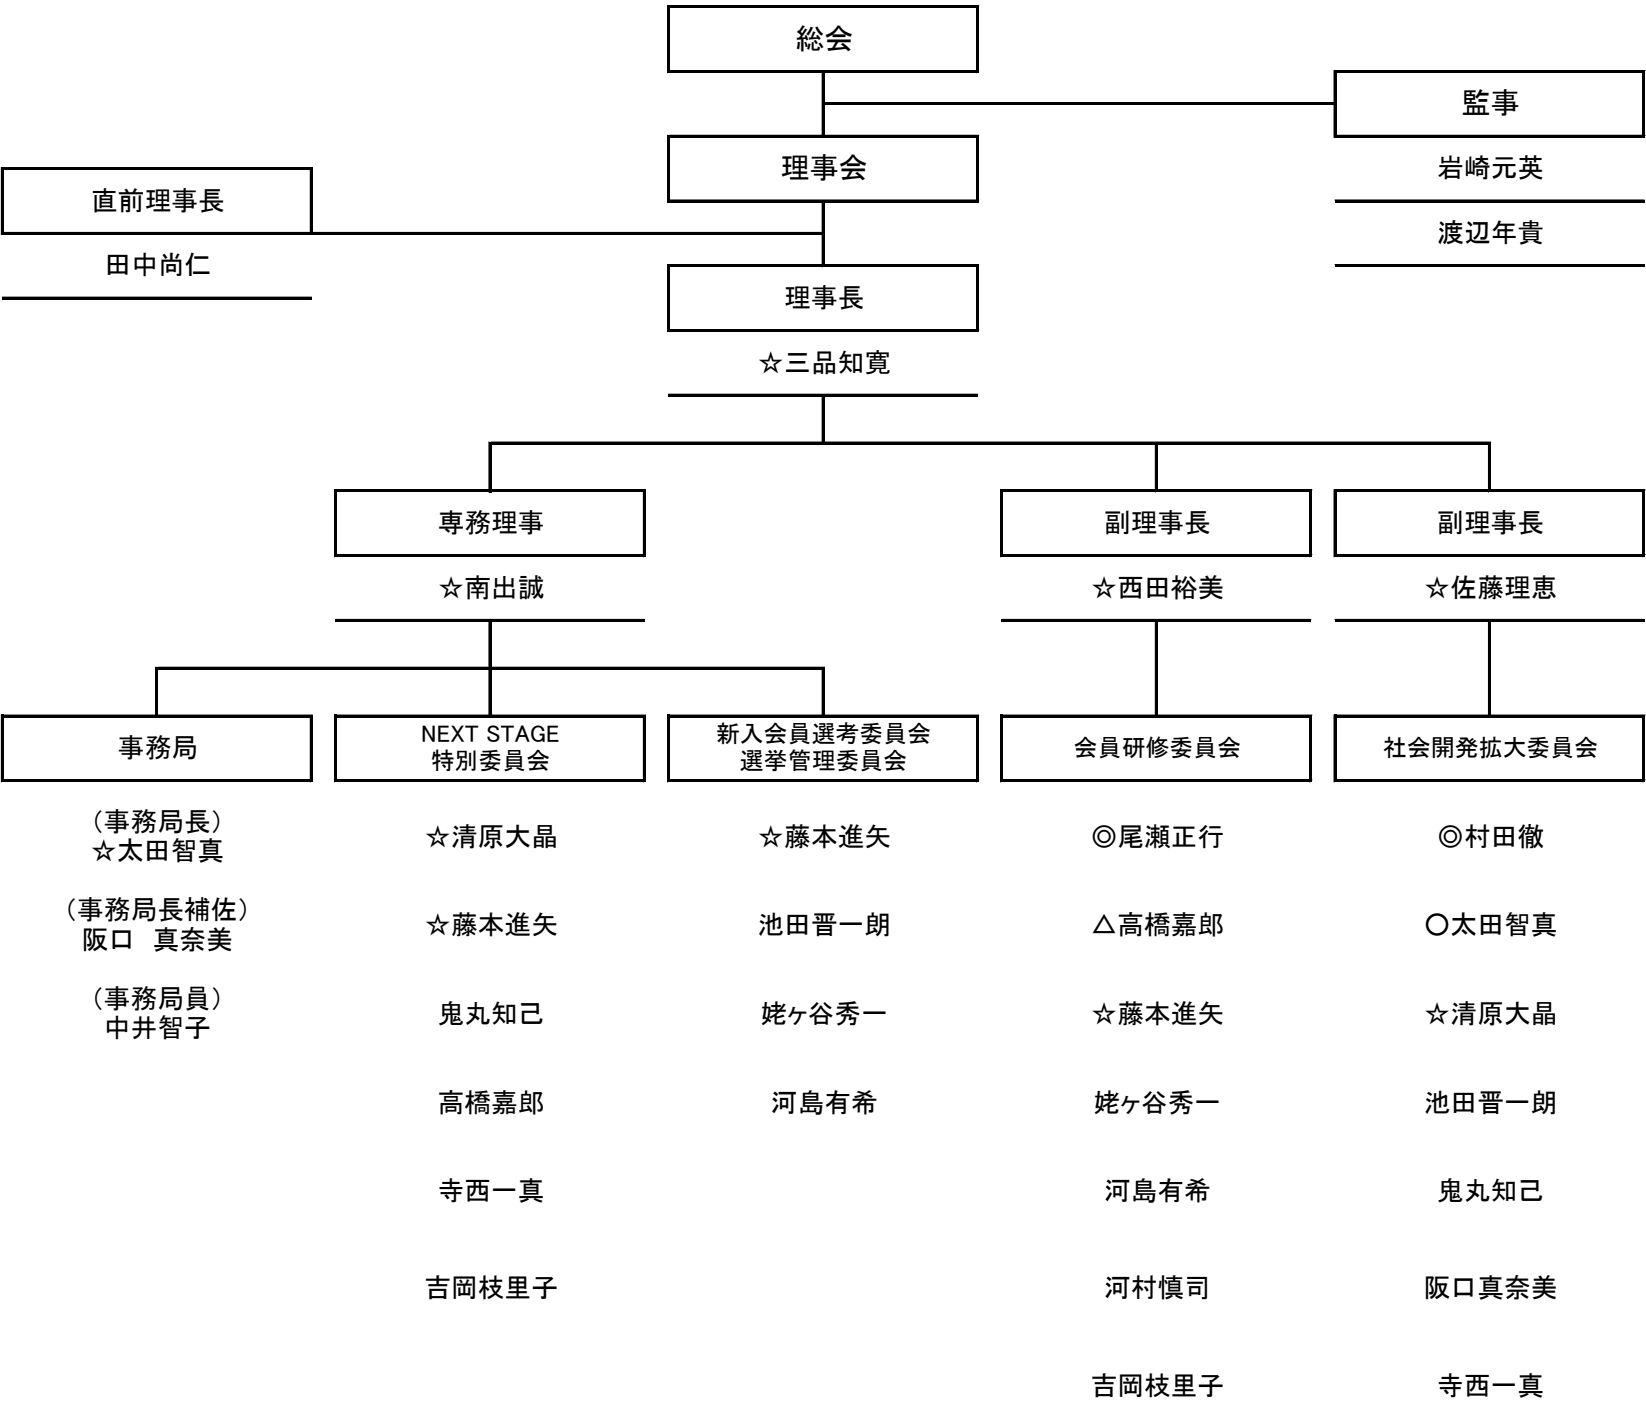 総会
監事
理事会
岩崎元英
直前理事長
渡辺年貴
田中尚仁
理事長
☆三品知寛
専務理事
副理事長
副理事長
☆南出誠
☆西田裕美
☆佐藤理恵
事務局
NEXT STAGE
特別委員会
新入会員選考委員会
選挙管理委員会
会員研修委員会
社会開発拡大委員会
（事務局長）
☆太田智真
☆清原大晶
☆藤本進矢
◎尾瀬正行
◎村田徹
（事務局長補佐）
阪口　真奈美
☆藤本進矢
池田晋一朗
△高橋嘉郎
〇太田智真
（事務局員）
中井智子
鬼丸知己
姥ヶ谷秀一
☆藤本進矢
☆清原大晶
高橋嘉郎
河島有希
姥ヶ谷秀一
池田晋一朗
寺西一真
河島有希
鬼丸知己
吉岡枝里子
河村慎司
阪口真奈美
吉岡枝里子
寺西一真